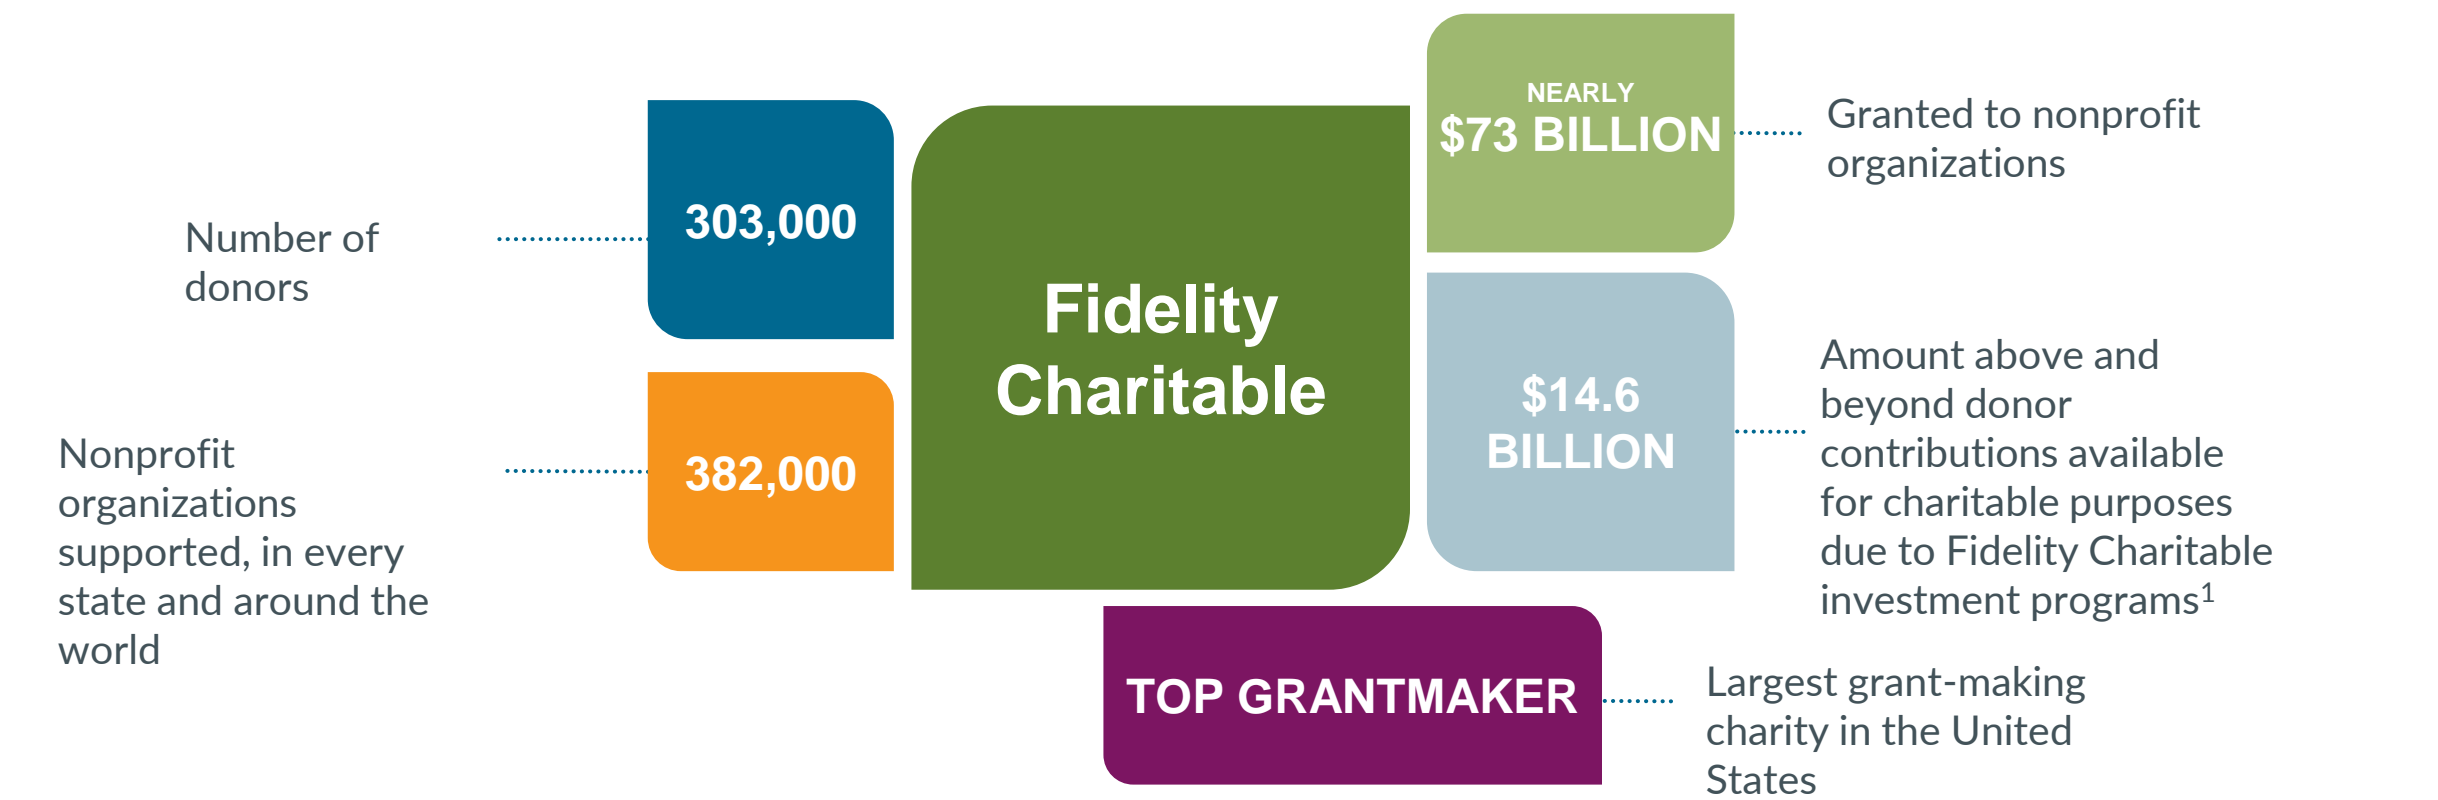 Number of
donors
303,000
Nonprofit
organizations
supported, in every
state and around the
world
382,000
Fidelity
Charitable
NEARLY
$73 BILLION
Granted to nonprofit
organizations
$14.6
BILLION
Amount above and
beyond donor
contributions available
for charitable purposes
due to Fidelity Charitable
investment programs¹
TOP GRANTMAKER
Largest grant-making
charity in the United
States